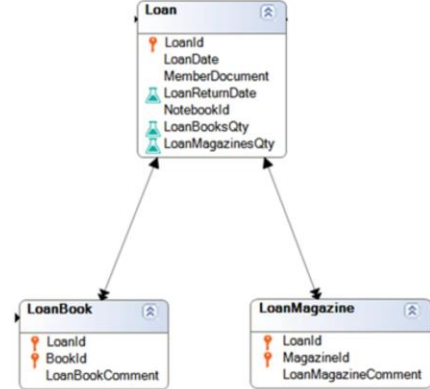 Loan
LoanId
LoanDate
MemberDocument
LoanReturnDate
NotebookId
LoanBooksQty
LoanMagazinesQty
LoanBook
LoanId
BookId
LoanBookComment
LoanMagazine
LoanId
MagazineId
LoanMagazineComment